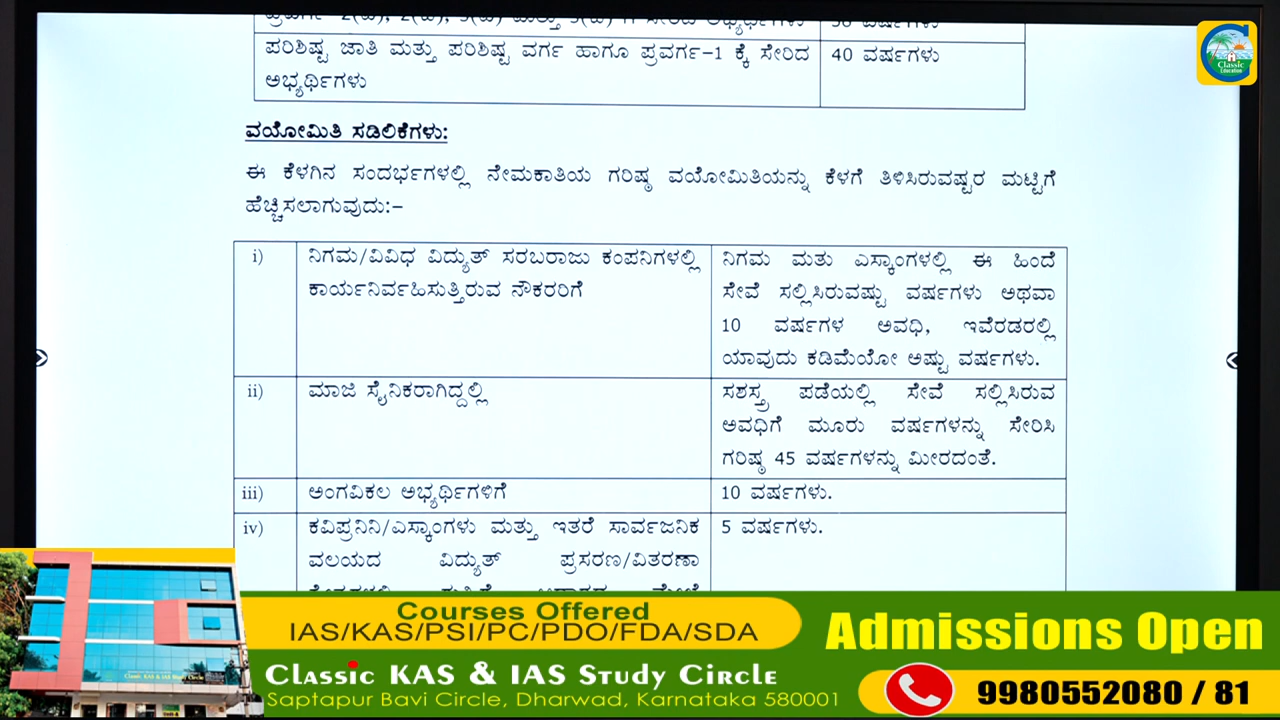 ಪರಿಶಿಷ್ಟ ಜಾತಿ ಮತ್ತು ಪರಿಶಿಷ್ಟ ವರ್ಗ ಹಾಗೂ ಪ್ರವರ್ಗ-1 ಕ್ಕೆ ಸೇರಿದ 40 ವರ್ಷಗಳು
ಅಭ್ಯರ್ಥಿಗಳು
Classic
Education
ವಯೋಮಿತಿ ಸಡಿಲಿಕೆಗಳು:
ಈ ಕೆಳಗಿನ ಸಂದರ್ಭಗಳಲ್ಲಿ ನೇಮಕಾತಿಯ ಗರಿಷ್ಠ ವಯೋಮಿತಿಯನ್ನು ಕೆಳಗೆ ತಿಳಿಸಿರುವಷ್ಟರ ಮಟ್ಟಿಗೆ
ಹೆಚ್ಚಿಸಲಾಗುವುದು:-
i) ನಿಗಮ/ವಿವಿಧ ವಿದ್ಯುತ್ ಸರಬರಾಜು ಕಂಪನಿಗಳಲ್ಲಿ
ಕಾರ್ಯನಿರ್ವಹಿಸುತ್ತಿರುವ ನೌಕರರಿಗೆ
ನಿಗಮ ಮತು ಎಸ್ಕಾಂಗಳಲ್ಲಿ ಈ ಹಿಂದೆ
ಸೇವೆ ಸಲ್ಲಿಸಿರುವಷ್ಟು ವರ್ಷಗಳು ಅಥವಾ
10 ವರ್ಷಗಳ ಅವಧಿ, ಇವೆರಡರಲ್ಲಿ
ಯಾವುದು ಕಡಿಮೆಯೋ ಅಷ್ಟು ವರ್ಷಗಳು.
ii) ಮಾಜಿ ಸೈನಿಕರಾಗಿದ್ದಲ್ಲಿ
ಸಶಸ್ತ್ರ ಪಡೆಯಲ್ಲಿ ಸೇವೆ ಸಲ್ಲಿಸಿರುವ
ಅವಧಿಗೆ ಮೂರು ವರ್ಷಗಳನ್ನು ಸೇರಿಸಿ
ಗರಿಷ್ಠ 45 ವರ್ಷಗಳನ್ನು ಮೀರದಂತೆ.
iii) ಅಂಗವಿಕಲ ಅಭ್ಯರ್ಥಿಗಳಿಗೆ 10 ವರ್ಷಗಳು.
iv) ಕವಿಪ್ರನಿನಿ/ಎಸ್ಕಾಂಗಳು ಮತ್ತು ಇತರೆ ಸಾರ್ವಜನಿಕ 5 ವರ್ಷಗಳು.
ವಲಯದ ವಿದ್ಯುತ್ ಪ್ರಸರಣ/ವಿತರಣಾ
Courses Offered
IAS/KAS/PSI/PC/PDO/FDA/SDA
Classic KAS & IAS Study Circle
Saptapur Bavi Circle, Dharwad, Karnataka 580001
Admissions Open
9980552080 / 81
Classic KAS & IAS Study Circle